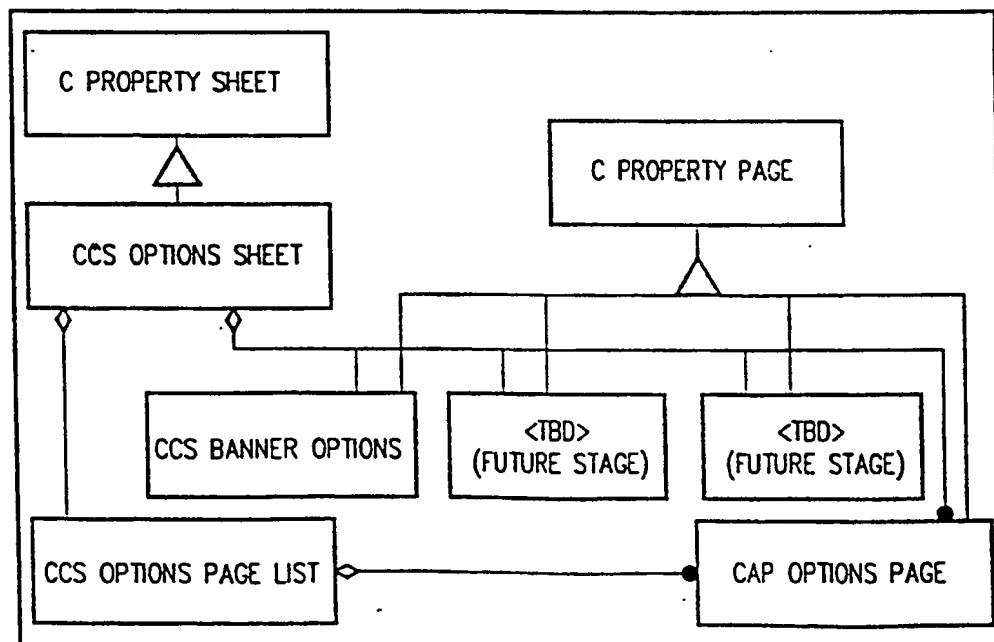 C PROPERTY SHEET
C PROPERTY PAGE
CCS OPTIONS SHEET
CCS BANNER OPTIONS
<TBD>
(FUTURE STAGE)
<TBD>
(FUTURE STAGE)
CCS OPTIONS PAGE LIST
CAP OPTIONS PAGE